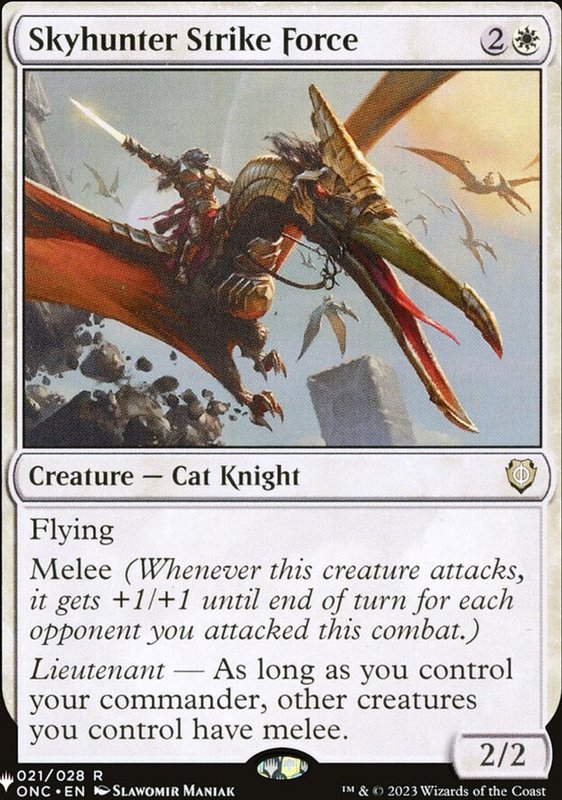 Skyhunter Strike Force 2
Creature — Cat Knight
Flying
Melee (Whenever this creature attacks,
it gets +1/+1 until end of turn for each
opponent you attacked this combat.)
Lieutenant — As long as you control
your commander, other creatures
you control have melee.
2/2
021/028 R
ONC • EN Slawomir Maniak
™ & © 2023 Wizards of the Coast